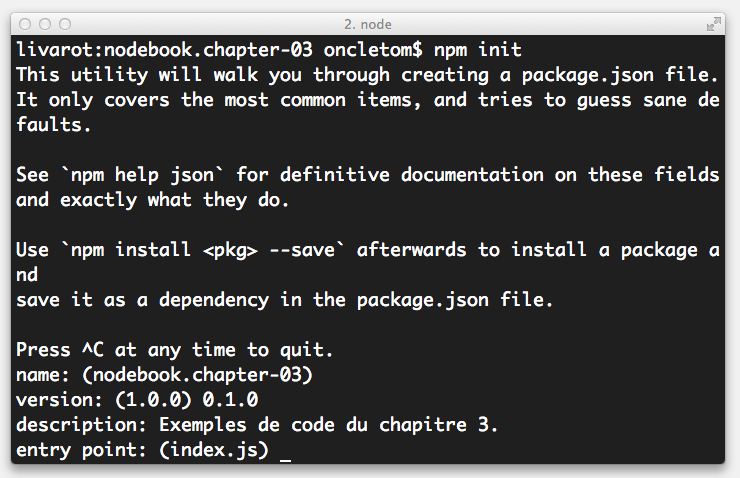 2. node
livarot:nodebook.chapter-03 oncletom$ npm init
This utility will walk you through creating a package.json file.
It only covers the most common items, and tries to guess sane de
faults.
See `npm help json` for definitive documentation on these fields
and exactly what they do.
Use `npm install <pkg> --save` afterwards to install a package a
nd
save it as a dependency in the package.json file.
Press ^C at any time to quit.
name: (nodebook.chapter-03)
version: (1.0.0) 0.1.0
description: Exemples de code du chapitre 3.
entry point: (index.js) _